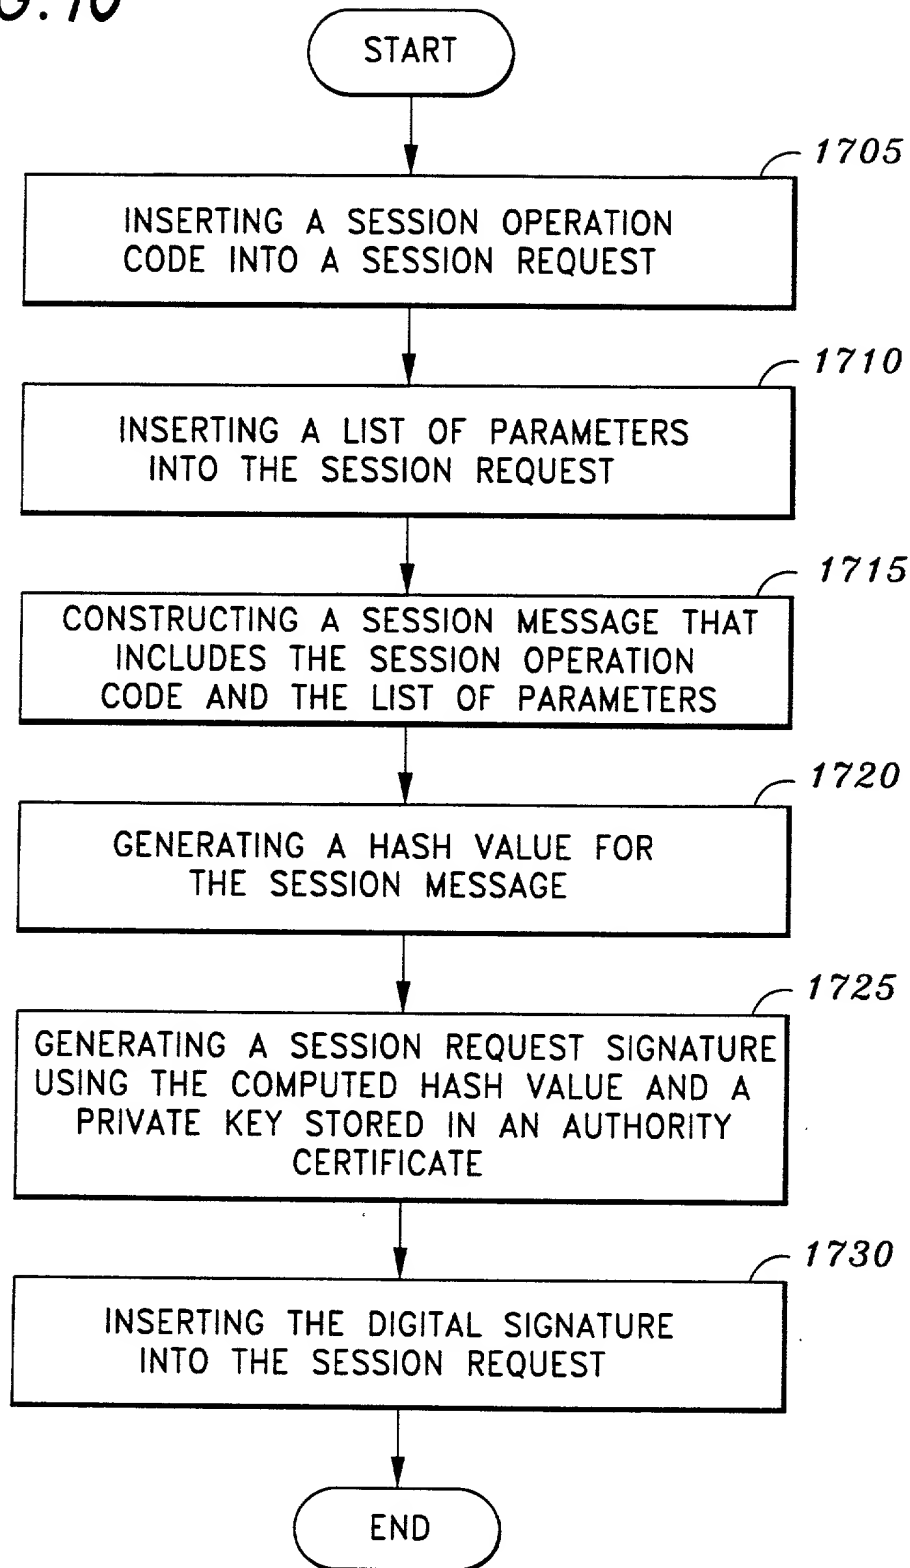 G. 10
START
1705
INSERTING A SESSION OPERATION
CODE INTO A SESSION REQUEST
1710
INSERTING A LIST OF PARAMETERS
INTO THE SESSION REQUEST
1715
CONSTRUCTING A SESSION MESSAGE THAT
INCLUDES THE SESSION OPERATION
CODE AND THE LIST OF PARAMETERS
1720
GENERATING A HASH VALUE FOR
THE SESSION MESSAGE
1725
GENERATING A SESSION REQUEST SIGNATURE
USING THE COMPUTED HASH VALUE AND A
PRIVATE KEY STORED IN AN AUTHORITY
CERTIFICATE
1730
INSERTING THE DIGITAL SIGNATURE
INTO THE SESSION REQUEST
END